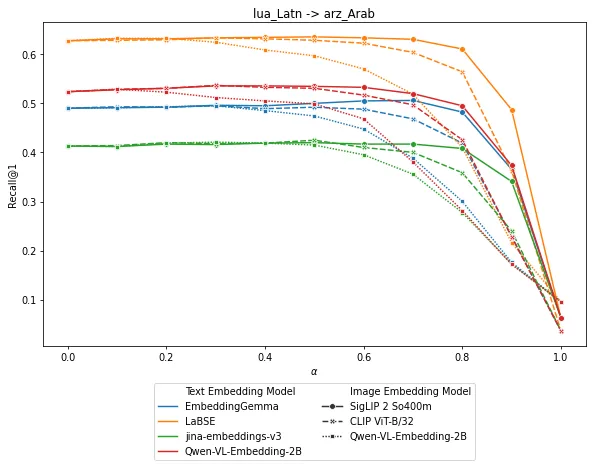 lua_Latn -> arz_Arab
Recall@1
0.6
0.5
0.4
0.3
0.2
0.1
0.0 0.2 0.4 0.6 0.8 1.0
α
Text Embedding Model Image Embedding Model
EmbeddingGemma SigLIP 2 So400m
LaBSE CLIP ViT-B/32
jina-embeddings-v3 Qwen-VL-Embedding-2B
Qwen-VL-Embedding-2B